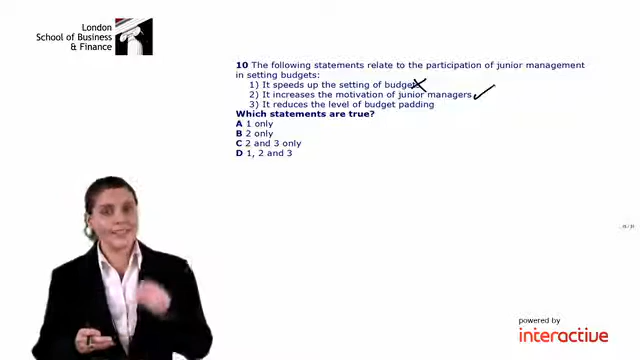 London
School of Business
& Finance
10 The following statements relate to the participation of junior management
in setting budgets:
1) It speeds up the setting of budgets
2) It increases the motivation of junior managers
3) It reduces the level of budget padding
Which statements are true?
A 1 only
B 2 only
C 2 and 3 only
D 1, 2 and 3
powered by
interactive